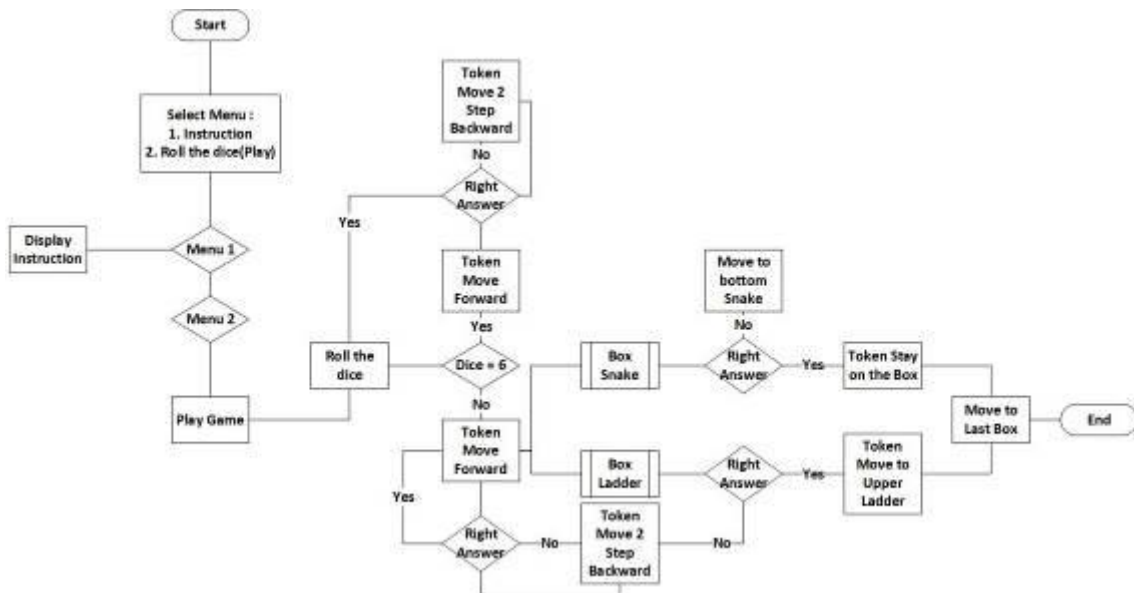 Start
Select Menu :
1. Instruction
2. Roll the dice(Play)
Display
Instruction
Menu 1
Menu 2
Play Game
Roll the
dice
Yes
Token
Move 2
Step
Backward
No
Right
Answer
Token
Move
Forward
Yes
Dice = 6
No
Token
Move
Forward
Yes
Right
Answer
No
Token
Move 2
Step
Backward
No
Box
Snake
Move to
bottom
Snake
No
Right
Answer
Yes
Token Stay
on the Box
Box
Ladder
Right
Answer
Yes
Token
Move to
Upper
Ladder
Move to
Last Box
End